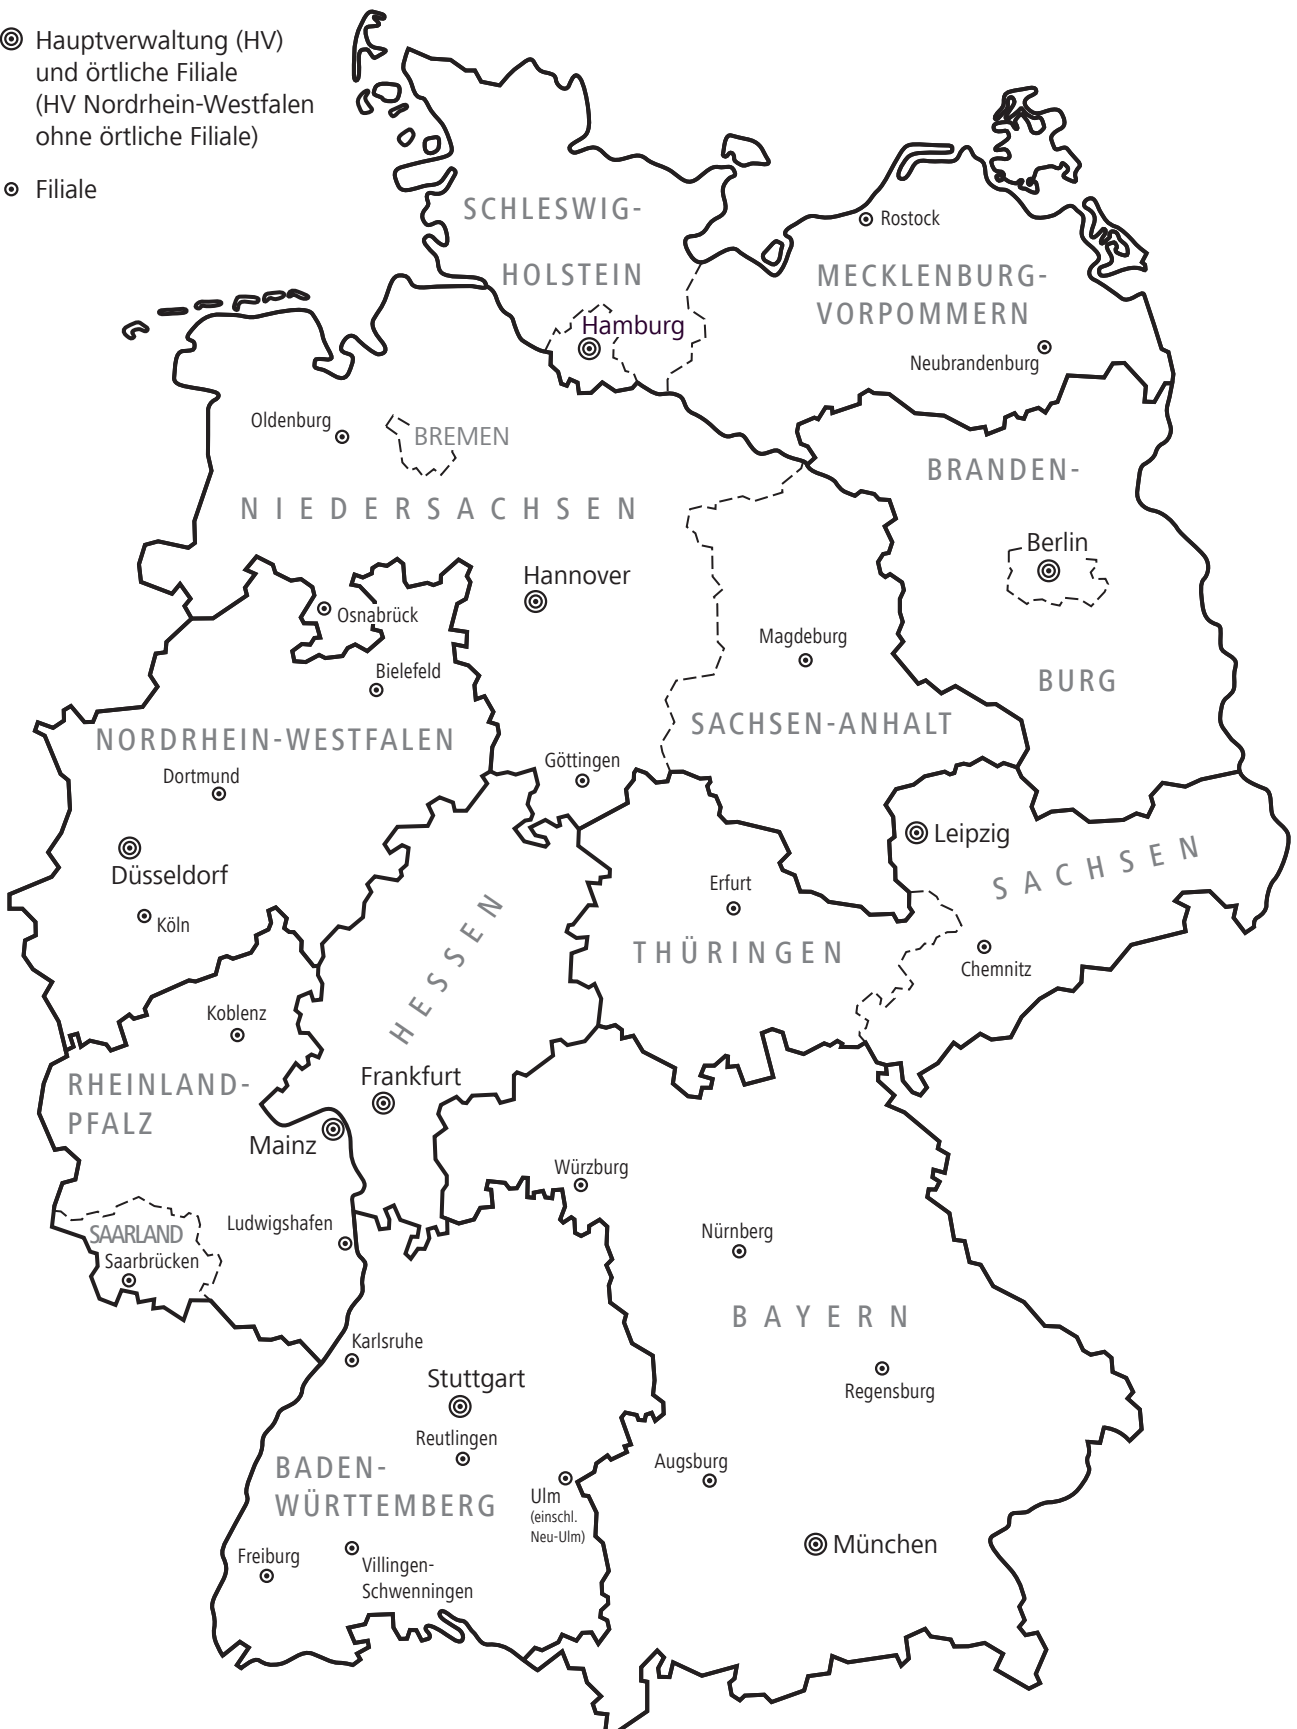 Hauptverwaltung (HV)
und örtliche Filiale
(HV Nordrhein-Westfalen
ohne örtliche Filiale)
Filiale
SCHLESWIG-
HOLSTEIN
Hamburg
Rostock
MECKLENBURG-
VORPOMMERN
Neubrandenburg
Oldenburg
BREMEN
NIEDERSACHSEN
Hannover
Osnabrück
Göttingen
BRANDEN-
BURG
Berlin
Magdeburg
SACHSEN-ANHALT
Bielefeld
NORDRHEIN-WESTFALEN
Dortmund
Düsseldorf
Köln
Leipzig
SACHSEN
Chemnitz
Erfurt
THÜRINGEN
HESSEN
Frankfurt
Koblenz
RHEINLAND-
PFALZ
Mainz
Ludwigshafen
SAARLAND
Saarbrücken
Würzburg
Nürnberg
BAYERN
Regensburg
Augsburg
München
Karlsruhe
Stuttgart
Reutlingen
BADEN-
WÜRTTEMBERG
Ulm
(einschl.
Neu-Ulm)
Freiburg
Villingen-
Schwenningen